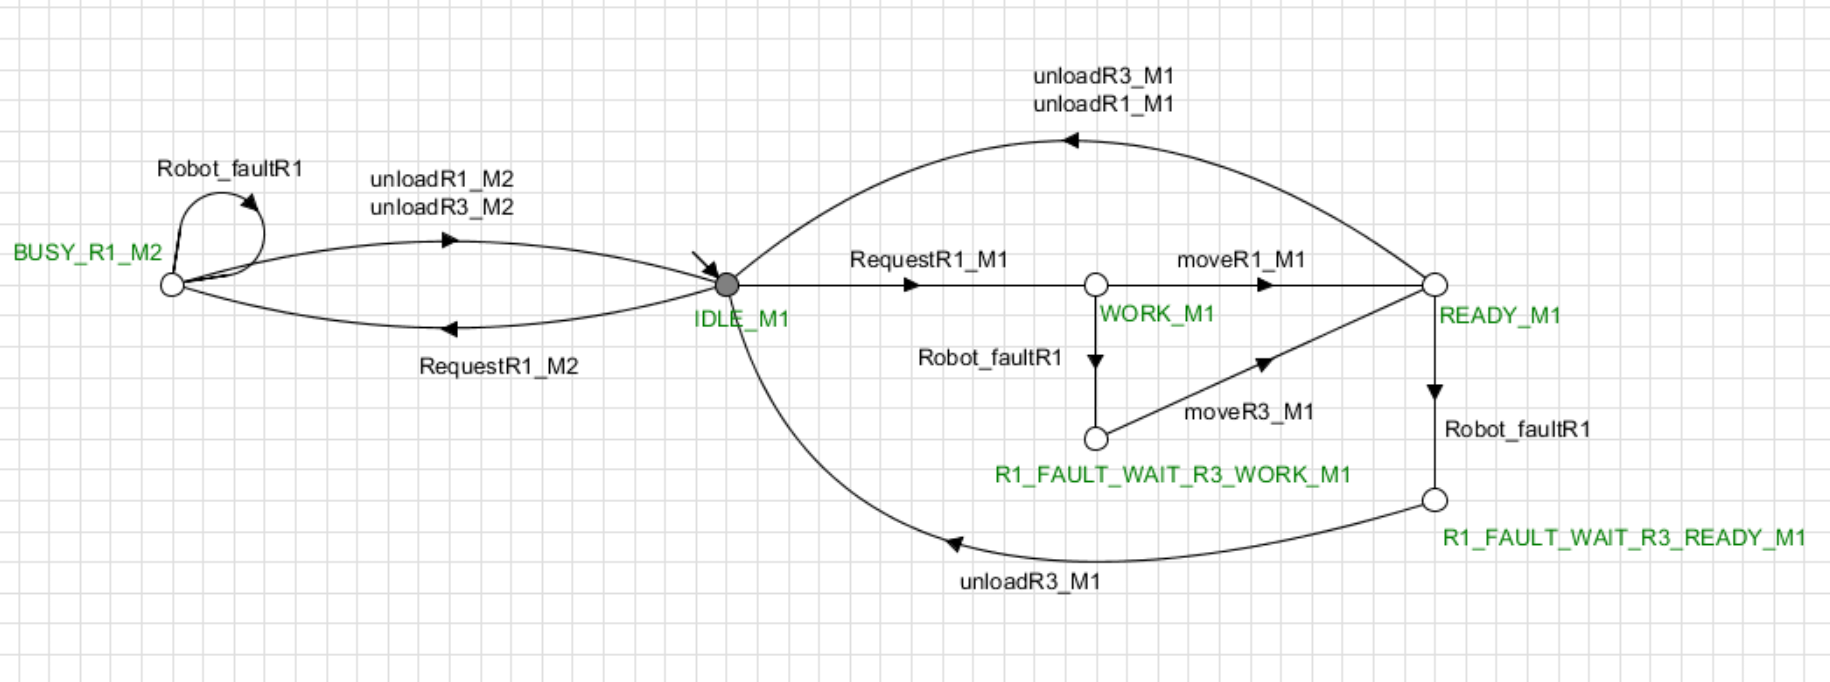 unloadR3_M1
unloadR1_M1
Robot_faultR1
unloadR1_M2
unloadR3_M2
BUSY_R1_M2
RequestR1_M1
moveR1_M1
IDLE_M1
WORK_M1
READY_M1
RequestR1_M2
Robot_faultR1
moveR3_M1
Robot_faultR1
R1_FAULT_WAIT_R3_WORK_M1
R1_FAULT_WAIT_R3_READY_M1
unloadR3_M1